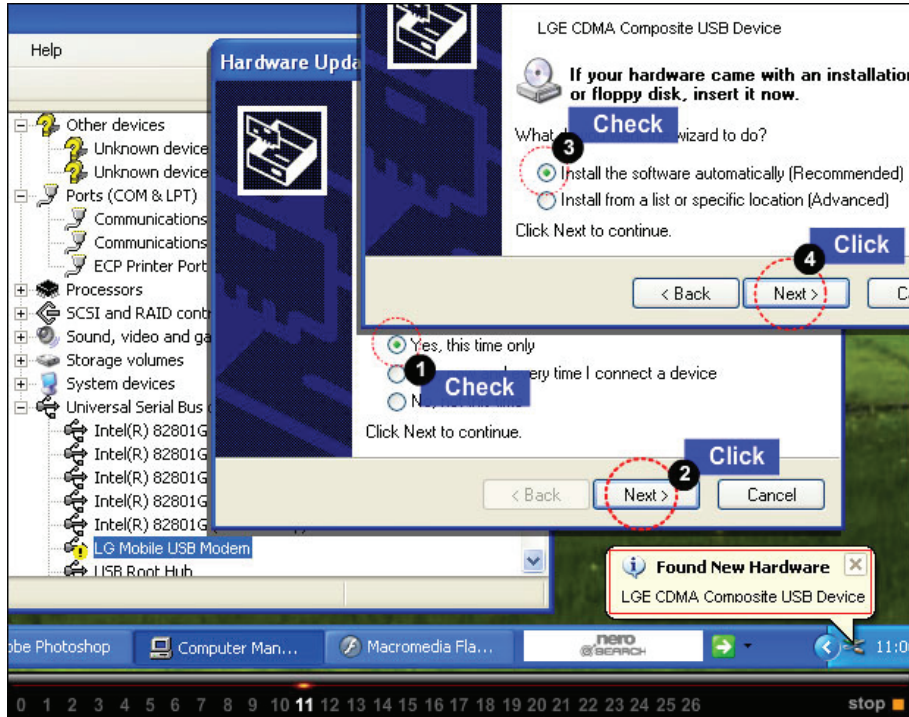 Help
Other devices
Unknown device
Unknown device
Ports (COM & LPT)
Communications
Communications
ECP Printer Port
Processors
SCSI and RAID cont
Sound, video and ga
Storage volumes
System devices
Universal Serial Bus
Intel(R) 82801G
Intel(R) 82801G
Intel(R) 82801G
Intel(R) 82801G
Intel(R) 82801G
LG Mobile USB Modem
USB Root Hub
Hardware Upda
LGE CDMA Composite USB Device
If your hardware came with an installation
or floppy disk, insert it now.
What wizard to do?
3 Check
Install the software automatically (Recommended)
Install from a list or specific location (Advanced)
Click Next to continue.
4 Click
< Back Next > Ca
Yes, this time only
1 Check
ery time I connect a device
Click Next to continue.
2 Click
< Back Next > Cancel
Found New Hardware
LGE CDMA Composite USB Device
obe Photoshop Computer Man... Macromedia Fla... nero SEARCH 11:0
0 1 2 3 4 5 6 7 8 9 10 11 12 13 14 15 16 17 18 19 20 21 22 23 24 25 26 stop